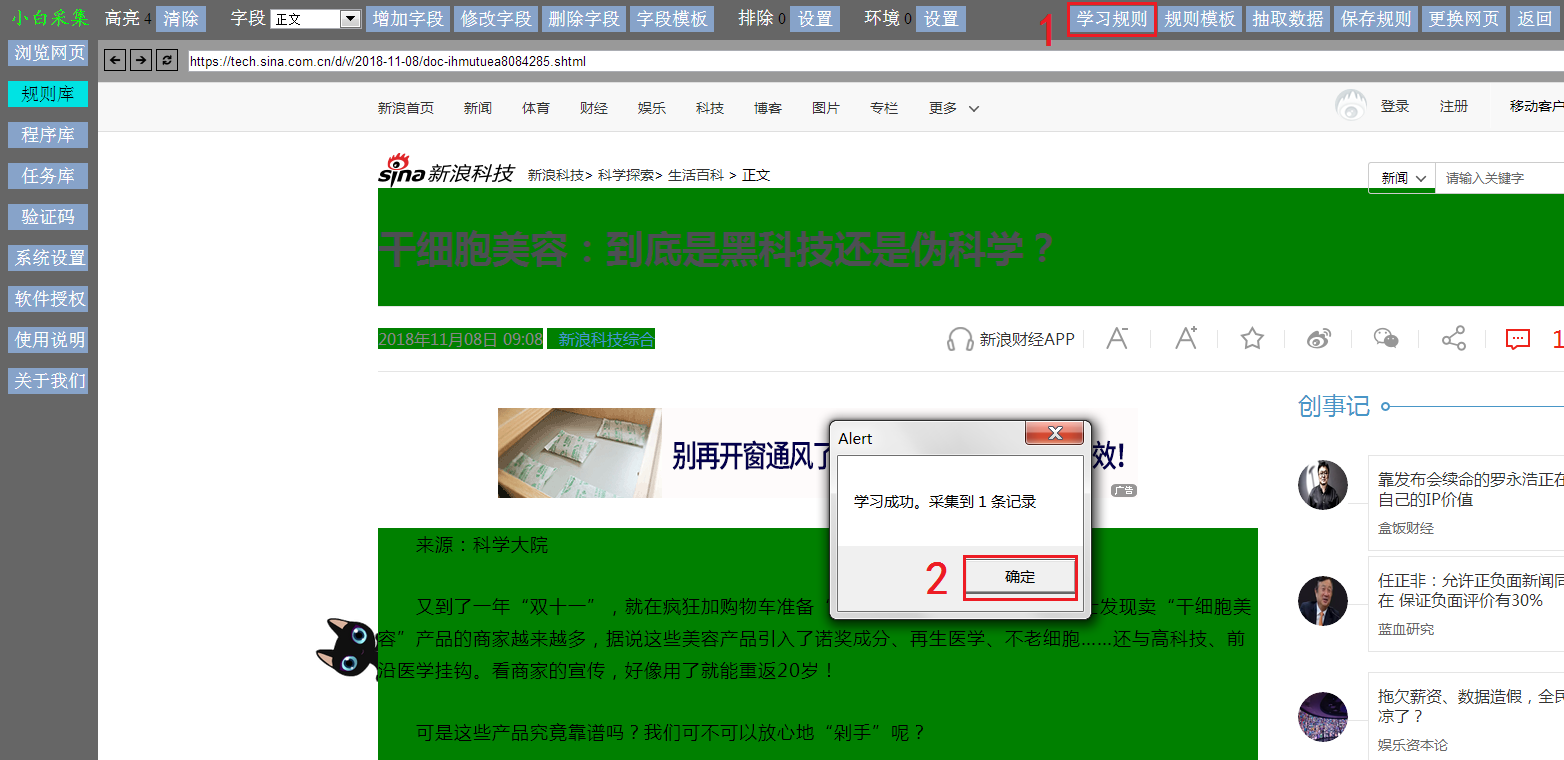 小白采集 高亮 4 清除 字段 正文 增加字段 修改字段 删除字段 字段模板 排除 0 设置 环境 0 设置 1 学习规则 规则模板 抽取数据 保存规则 更换网页 返回
浏览网页
规则库
程序库
任务库
验证码
系统设置
软件授权
使用说明
关于我们
https://tech.sina.com.cn/d/v/2018-11-08/doc-ihmutuea8084285.shtml
新浪首页 新闻 体育 财经 娱乐 科技 博客 图片 专栏 更多 登录 注册 移动客户
sina 新浪科技 新浪科技> 科学探索> 生活百科 > 正文 新闻 请输入关键字
干细胞美容：到底是黑科技还是伪科学？
2018年11月08日 09:08 新浪科技综合 新浪财经APP A- A+ 1
别再开窗通风了 效!
广告
Alert
学习成功。采集到 1 条记录
2 确定
来源：科学大院
又到了一年“双十一”，就在疯狂加购物车准备 发现卖“干细胞美
容”产品的商家越来越多，据说这些美容产品引入了诺奖成分、再生医学、不老细胞……还与高科技、前
沿医学挂钩。看商家的宣传，好像用了就能重返20岁！
可是这些产品究竟靠谱吗？我们可不可以放心地“剁手”呢？
创事记
靠发布会续命的罗永浩正在
自己的IP价值
盒饭财经
任正非：允许正负面新闻同
在 保证负面评价有30%
蓝血研究
拖欠薪资、数据造假，全民
凉了？
娱乐资本论